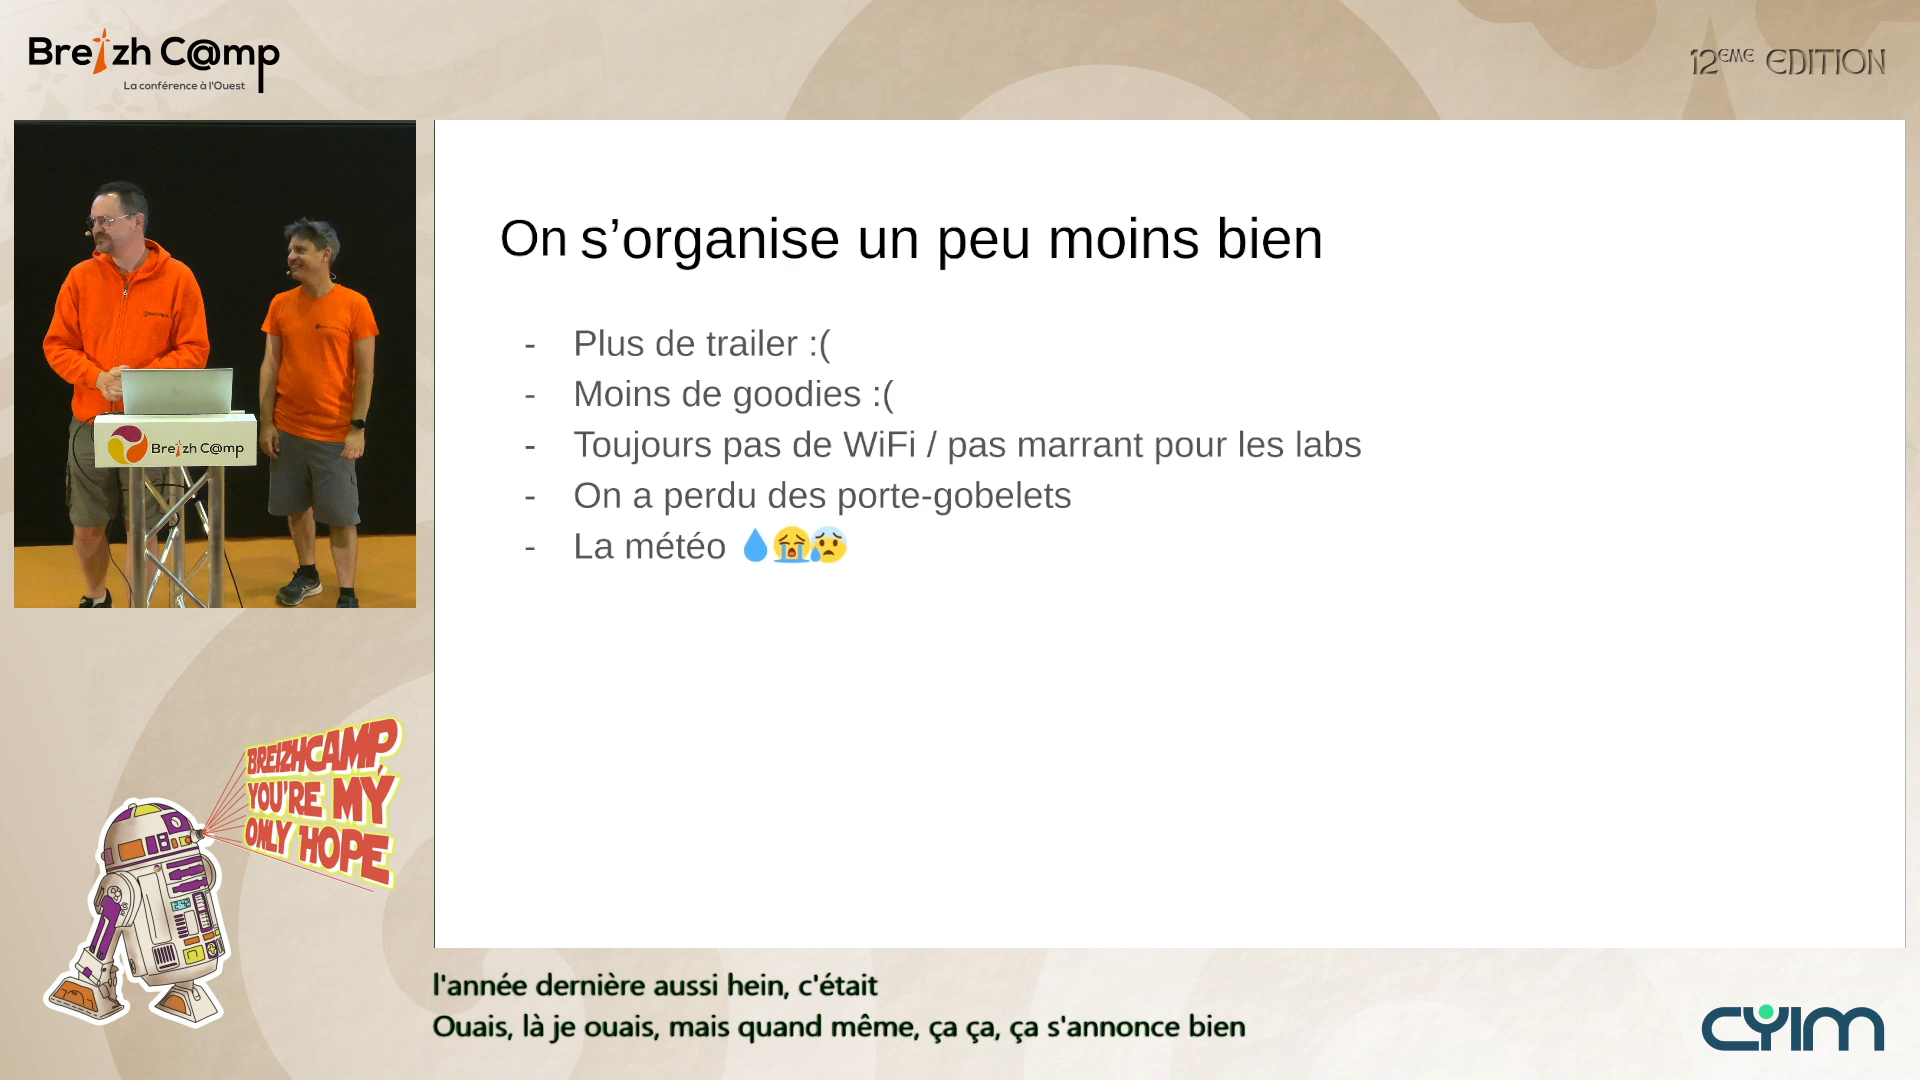 Breizh C@mp
La conférence à l'Ouest
12ÈME EDITION
On s’organise un peu moins bien
- Plus de trailer :(
- Moins de goodies :(
- Toujours pas de WiFi / pas marrant pour les labs
- On a perdu des porte-gobelets
- La météo 💧😭😰
Breizh C@mp
BREIZHCAMP,
YOU'RE MY
ONLY HOPE
l'année dernière aussi hein, c'était
Ouais, là je ouais, mais quand même, ça ça, ça s'annonce bien
CYIM